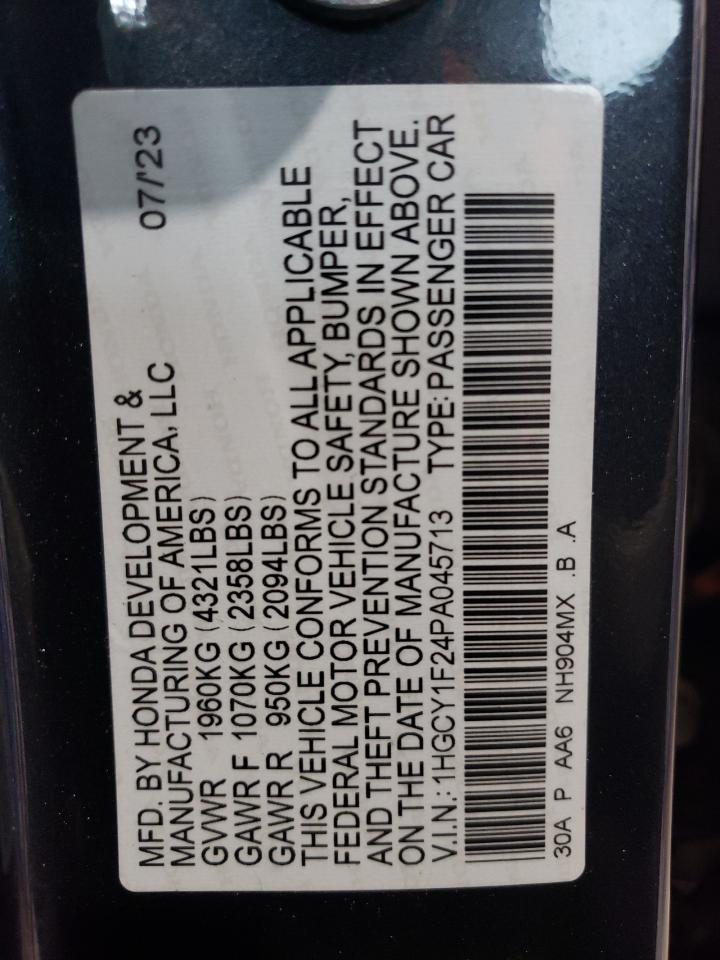 MFD. BY HONDA DEVELOPMENT & 07/'23
MANUFACTURING OF AMERICA, LLC
GVWR 1960KG (4321LBS)
GAWR F 1070KG (2358LBS)
GAWR R 950KG (2094LBS)
THIS VEHICLE CONFORMS TO ALL APPLICABLE
FEDERAL MOTOR VEHICLE SAFETY, BUMPER,
AND THEFT PREVENTION STANDARDS IN EFFECT
ON THE DATE OF MANUFACTURE SHOWN ABOVE.
V.I.N.: 1HGCY1F24PA045713 TYPE: PASSENGER CAR
30A P AA6 NH904MX .B .A